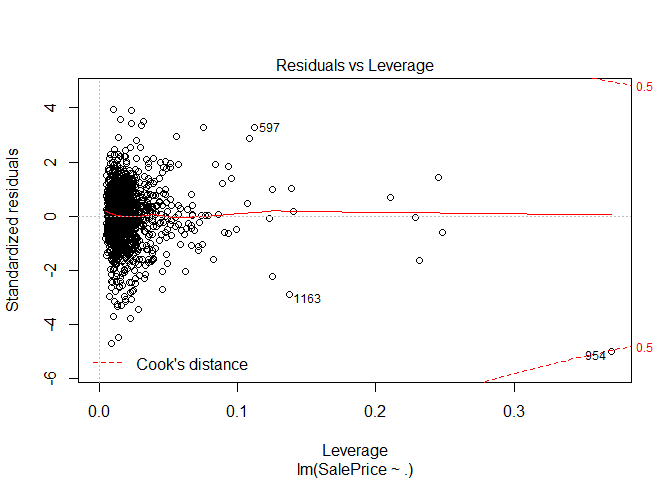 Residuals vs Leverage
Standardized residuals
4
2
0
-2
-4
-6
0.5
597
1163
954
0.5
Cook's distance
0.0 0.1 0.2 0.3
Leverage
lm(SalePrice ~ .)